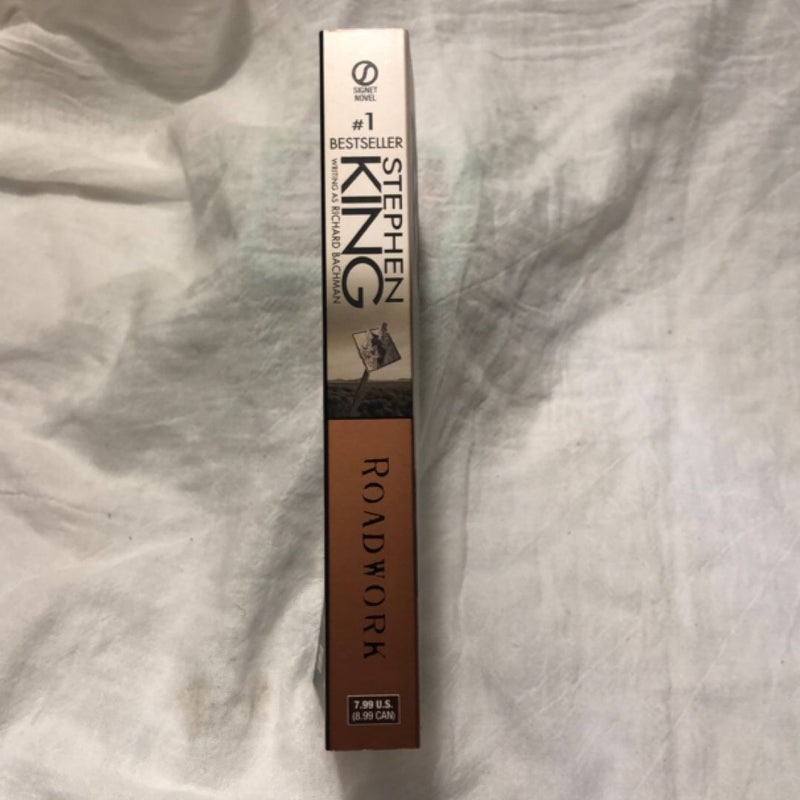 SIGNET
NOVEL
#1
BESTSELLER
STEPHEN
KING
WRITING AS RICHARD BACHMAN
ROADWORK
7.99 U.S.
(8.99 CAN)